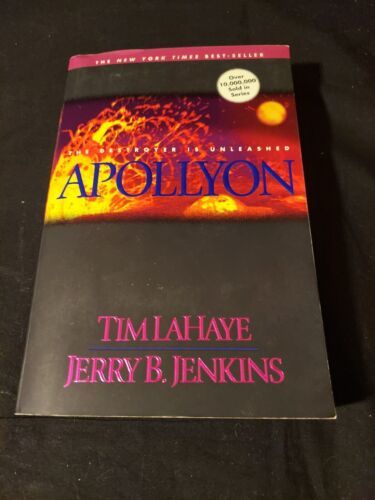 THE NEW YORK TIMES BEST-SELLER
Over
10,000,000
Sold in
Series
THE DESTROYER IS UNLEASHED
APOLLYON
TIM LAHAYE
JERRY B. JENKINS